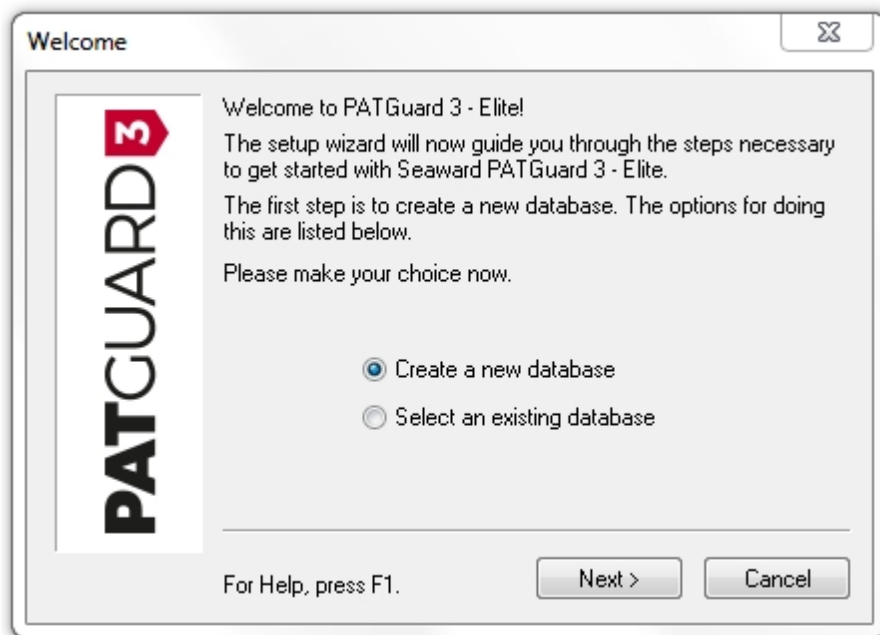 Welcome
PATGUARD 3
Welcome to PATGuard 3 - Elite!
The setup wizard will now guide you through the steps necessary
to get started with Seaward PATGuard 3 - Elite.
The first step is to create a new database. The options for doing
this are listed below.
Please make your choice now.
Create a new database
Select an existing database
For Help, press F1.
Next >
Cancel